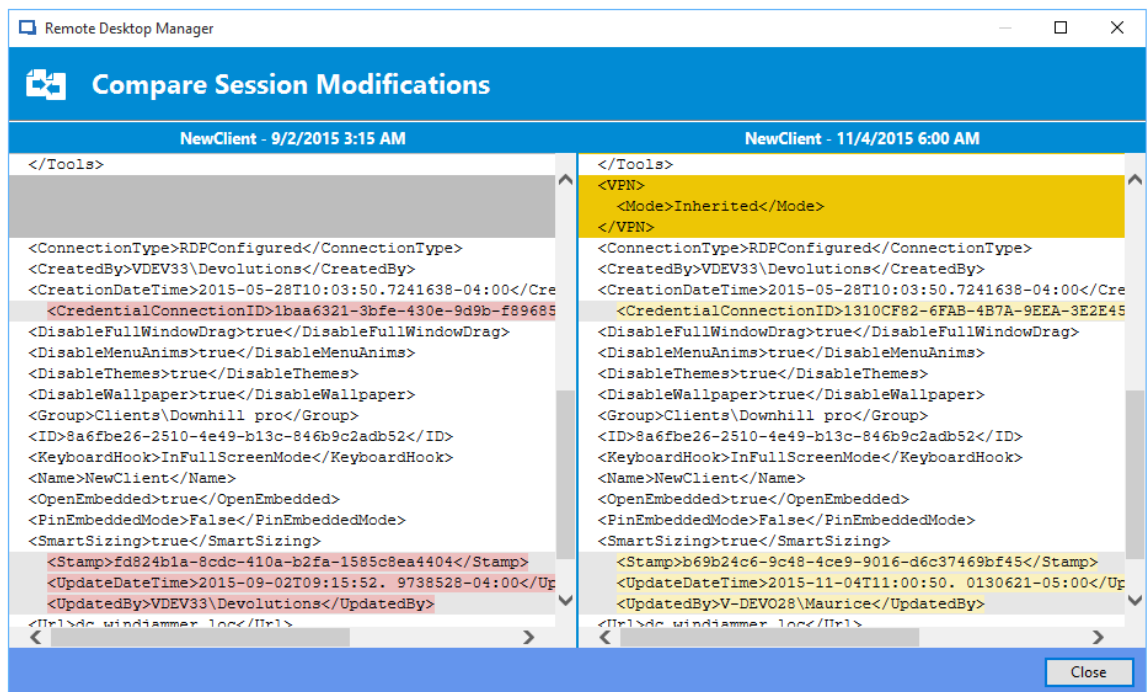 Remote Desktop Manager
Compare Session Modifications
NewClient - 9/2/2015 3:15 AM
</Tools>
<ConnectionType>RDPConfigured</ConnectionType>
<CreatedBy>VDEV33\Devolutions</CreatedBy>
<CreationDateTime>2015-05-28T10:03:50.7241638-04:00</Cre
<CredentialConnectionID>1baa6321-3bfe-430e-9d9b-f89685
<DisableFullWindowDrag>true</DisableFullWindowDrag>
<DisableMenuAnims>true</DisableMenuAnims>
<DisableThemes>true</DisableThemes>
<DisableWallpaper>true</DisableWallpaper>
<Group>Clients\Downhill pro</Group>
<ID>8a6fbe26-2510-4e49-b13c-846b9c2adb52</ID>
<KeyboardHook>InFullScreenMode</KeyboardHook>
<Name>NewClient</Name>
<OpenEmbedded>true</OpenEmbedded>
<PinEmbeddedMode>False</PinEmbeddedMode>
<SmartSizing>true</SmartSizing>
<Stamp>fd824b1a-8cdc-410a-b2fa-1585c8ea4404</Stamp>
<UpdateDateTime>2015-09-02T09:15:52. 9738528-04:00</Up
<UpdatedBy>VDEV33\Devolutions</UpdatedBy>
<Url>dc.windjammer.loc</Url>
NewClient - 11/4/2015 6:00 AM
</Tools>
<VPN>
<Mode>Inherited</Mode>
</VPN>
<ConnectionType>RDPConfigured</ConnectionType>
<CreatedBy>VDEV33\Devolutions</CreatedBy>
<CreationDateTime>2015-05-28T10:03:50.7241638-04:00</Cre
<CredentialConnectionID>1310CF82-6FAB-4B7A-9EEA-3E2E45
<DisableFullWindowDrag>true</DisableFullWindowDrag>
<DisableMenuAnims>true</DisableMenuAnims>
<DisableThemes>true</DisableThemes>
<DisableWallpaper>true</DisableWallpaper>
<Group>Clients\Downhill pro</Group>
<ID>8a6fbe26-2510-4e49-b13c-846b9c2adb52</ID>
<KeyboardHook>InFullScreenMode</KeyboardHook>
<Name>NewClient</Name>
<OpenEmbedded>true</OpenEmbedded>
<PinEmbeddedMode>False</PinEmbeddedMode>
<SmartSizing>true</SmartSizing>
<Stamp>b69b24c6-9c48-4ce9-9016-d6c37469bf45</Stamp>
<UpdateDateTime>2015-11-04T11:00:50. 0130621-05:00</Up
<UpdatedBy>V-DEVO28\Maurice</UpdatedBy>
<Url>dc.windjammer.loc</Url>
Close